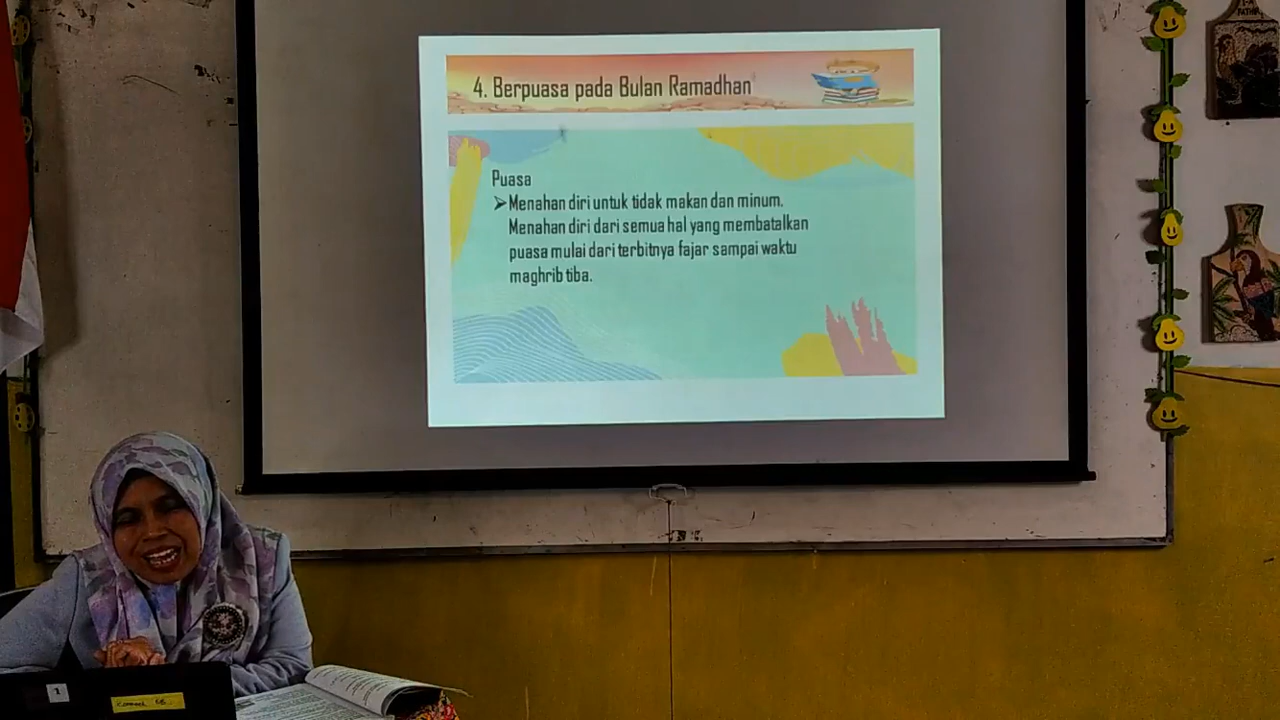 4. Berpuasa pada Bulan Ramadhan
Puasa
➤Menahan diri untuk tidak makan dan minum.
Menahan diri dari semua hal yang membatalkan
puasa mulai dari terbitnya fajar sampai waktu
maghrib tiba.
1